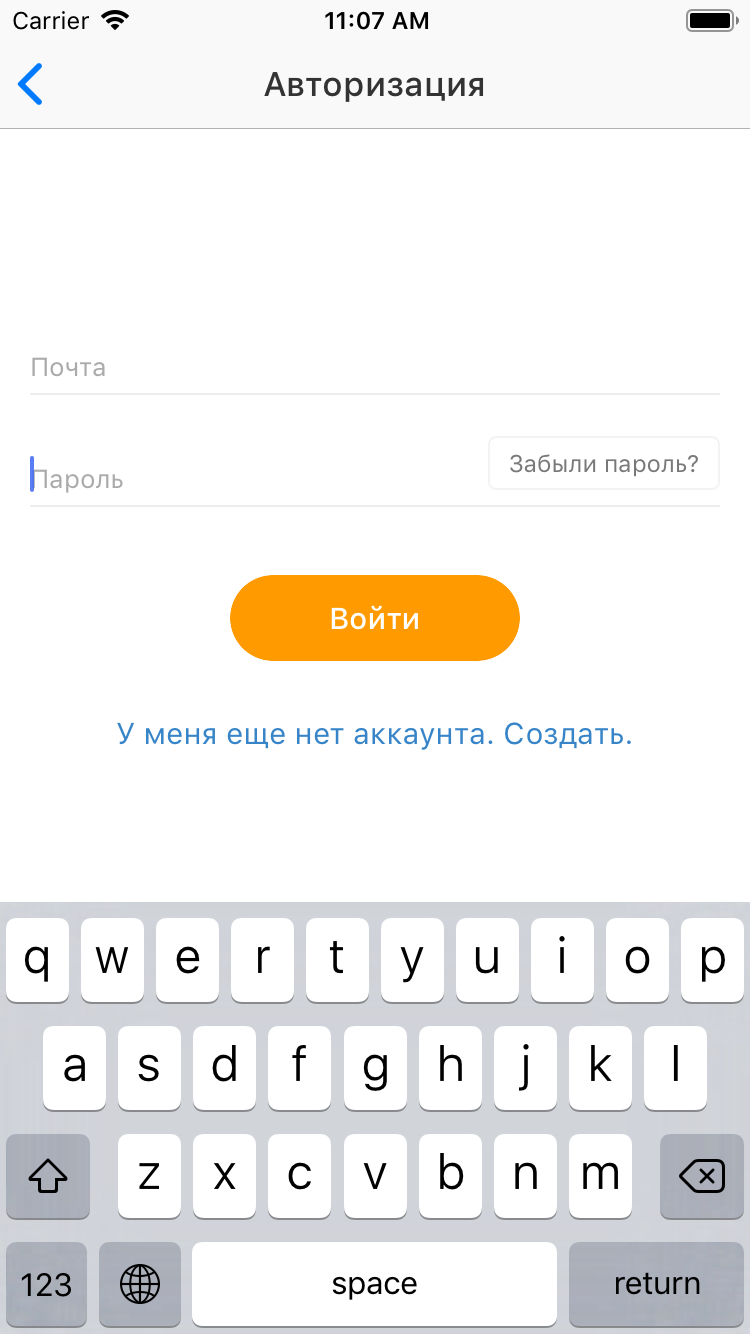 Carrier 11:07 AM
Авторизация
Почта
Пароль Забыли пароль?
Войти
У меня еще нет аккаунта. Создать.
q w e r t y u i o p
a s d f g h j k l
z x c v b n m
123 space return